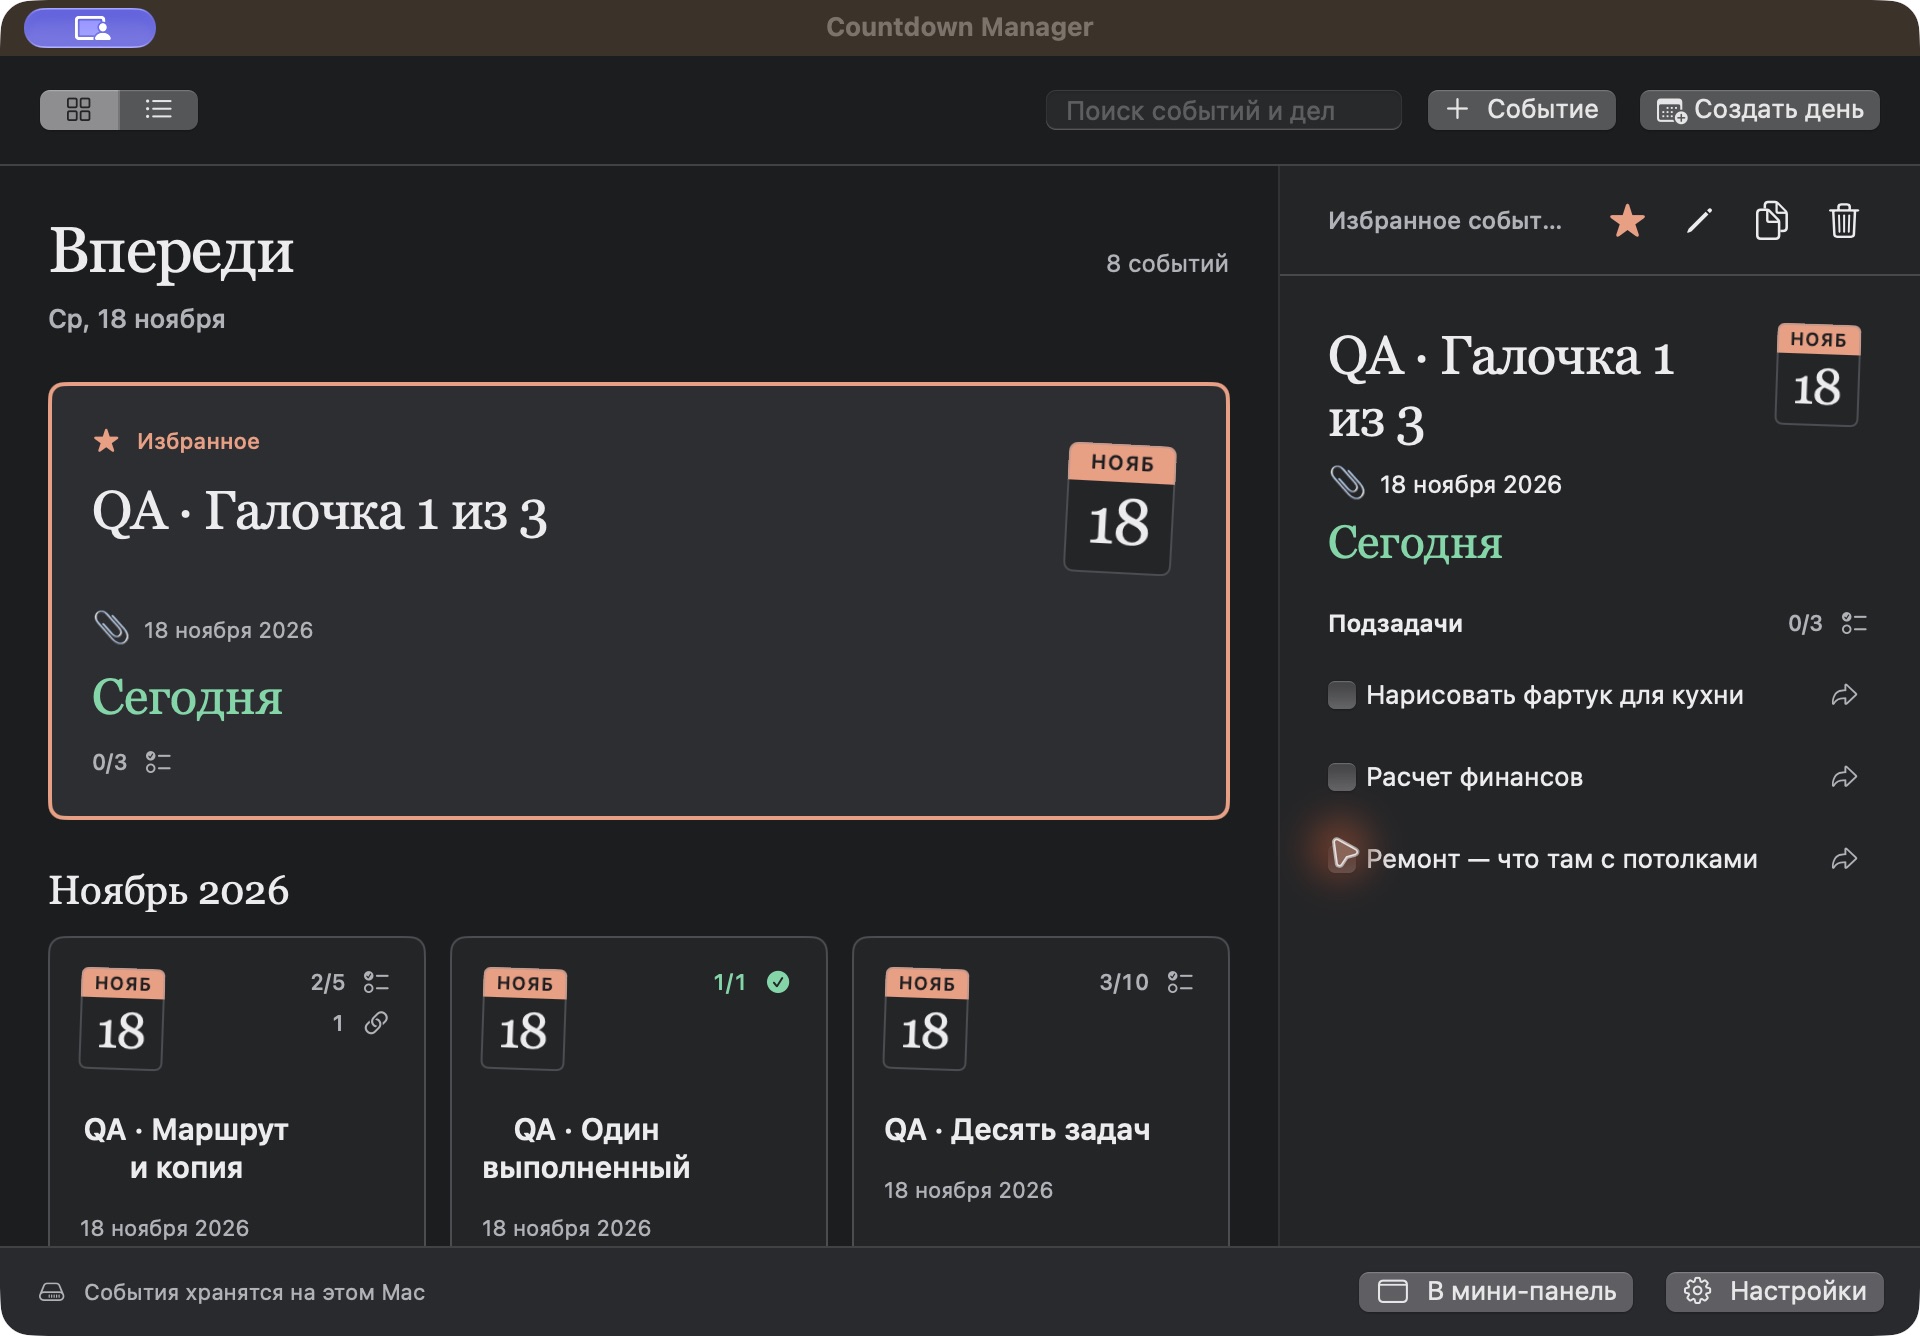 Countdown Manager
Поиск событий и дел
Событие
Создать день
Впереди
8 событий
Ср, 18 ноября
Избранное
QA · Галочка 1 из 3
НОЯБ
18
18 ноября 2026
Сегодня
0/3
Ноябрь 2026
НОЯБ
18
2/5
1
QA · Маршрут
и копия
18 ноября 2026
НОЯБ
18
1/1
QA · Один
выполненный
18 ноября 2026
НОЯБ
18
3/10
QA · Десять задач
18 ноября 2026
Избранное событ...
QA · Галочка 1
из 3
НОЯБ
18
18 ноября 2026
Сегодня
Подзадачи
0/3
Нарисовать фартук для кухни
Расчет финансов
Ремонт — что там с потолками
События хранятся на этом Mac
В мини-панель
Настройки